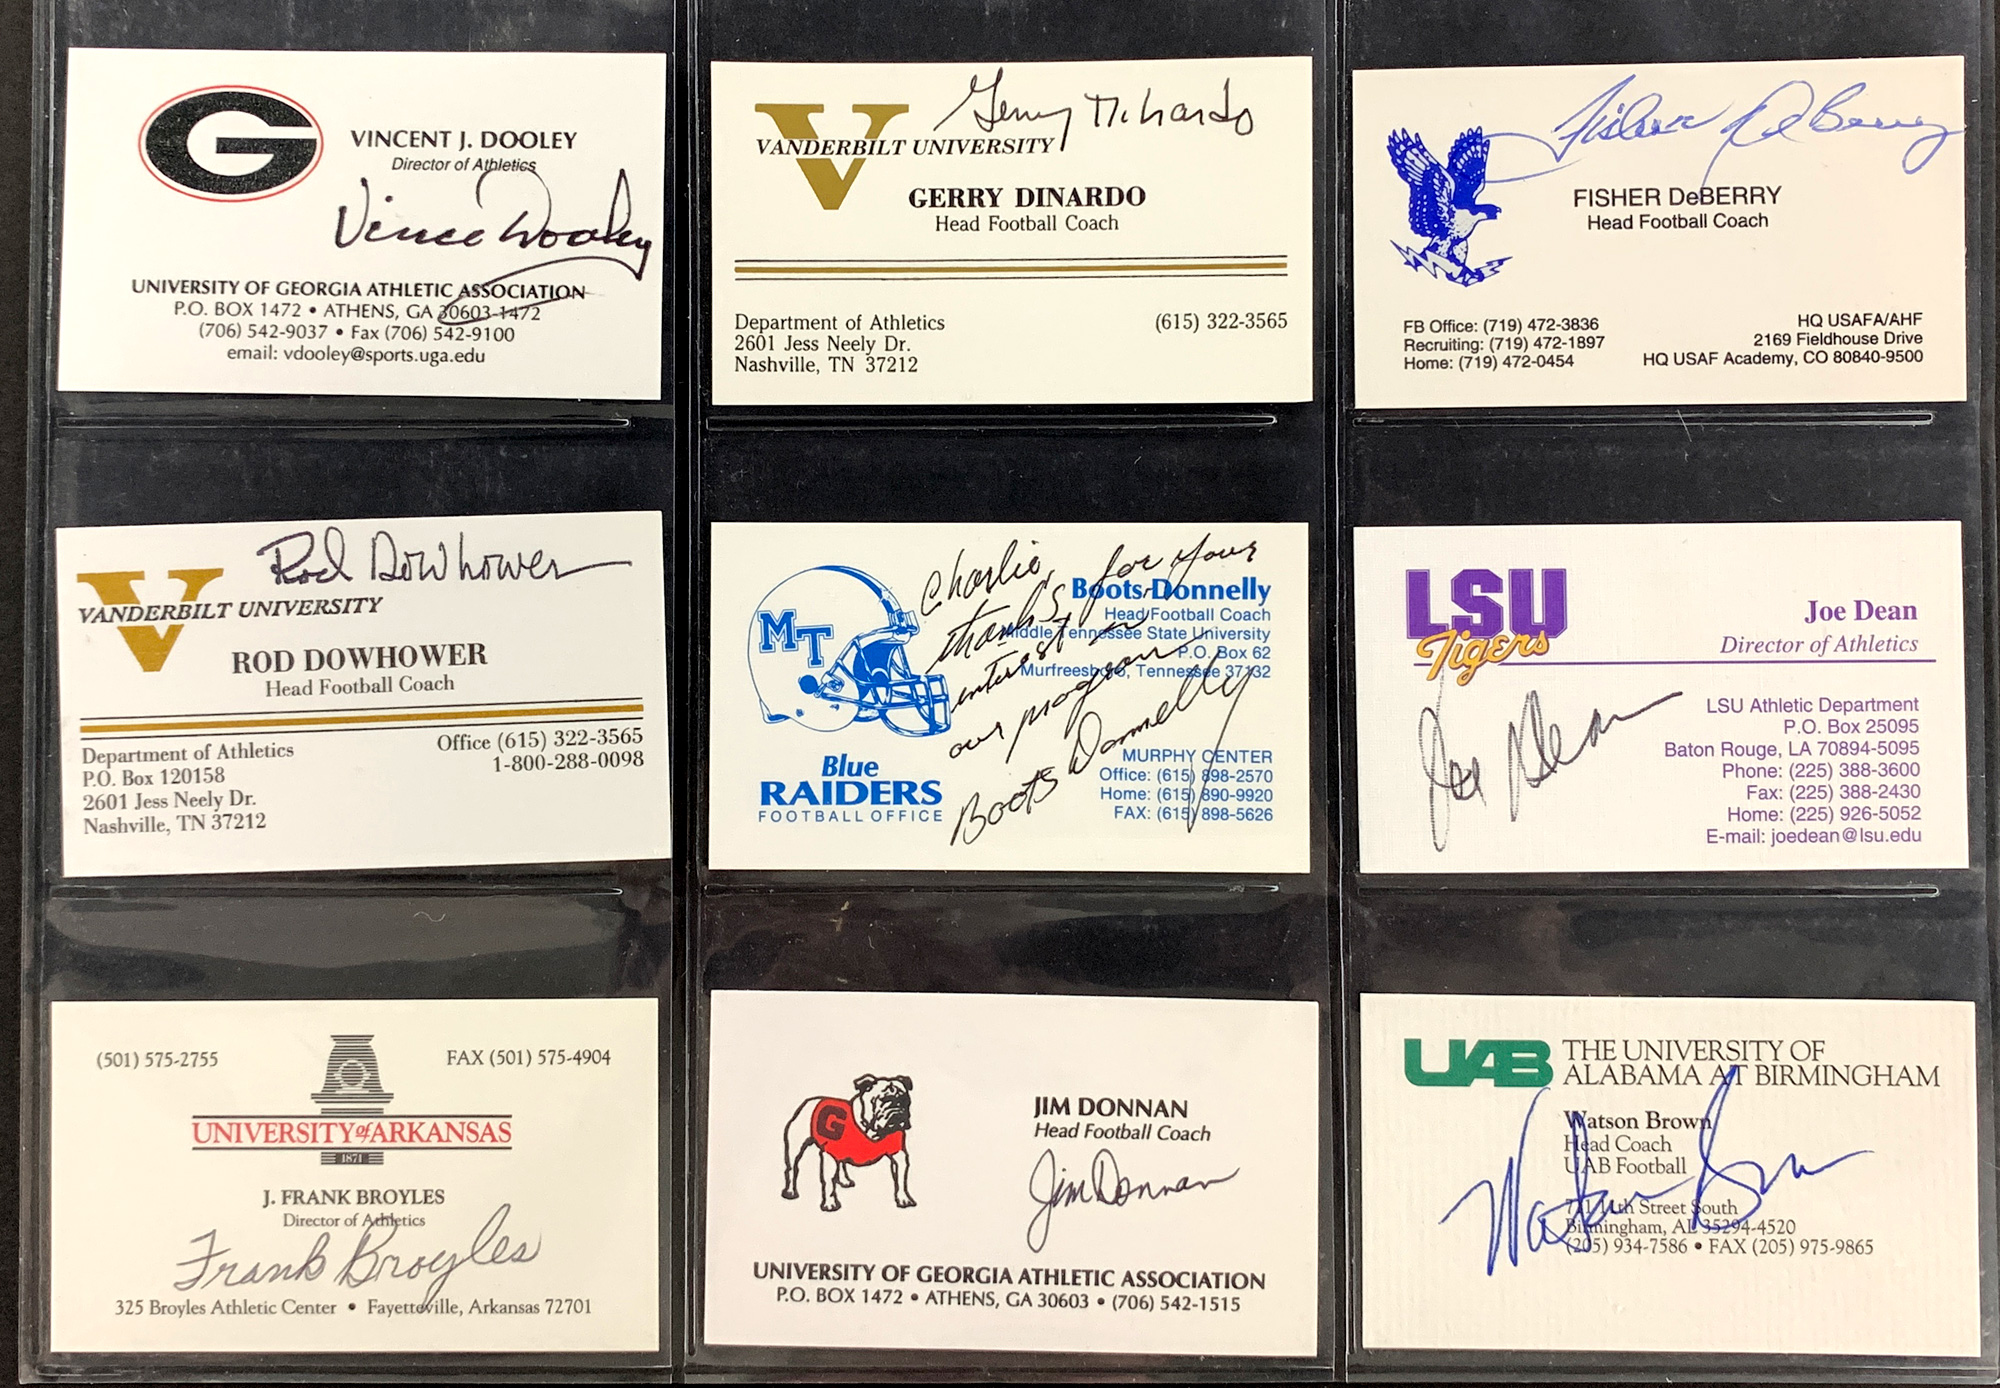 G
VINCENT J. DOOLEY
Director of Athletics
Vince Dooley
UNIVERSITY OF GEORGIA ATHLETIC ASSOCIATION
P.O. BOX 1472 • ATHENS, GA 30603-1472
(706) 542-9037 • Fax (706) 542-9100
email: vdooley@sports.uga.edu
Gerry DiNardo
V
VANDERBILT UNIVERSITY
GERRY DINARDO
Head Football Coach
Department of Athletics
2601 Jess Neely Dr.
Nashville, TN 37212
(615) 322-3565
Fisher DeBerry
FISHER DeBERRY
Head Football Coach
FB Office: (719) 472-3836
Recruiting: (719) 472-1897
Home: (719) 472-0454
HQ USAFA/AHF
2169 Fieldhouse Drive
HQ USAF Academy, CO 80840-9500
Rod Dowhower
V
VANDERBILT UNIVERSITY
ROD DOWHOWER
Head Football Coach
Department of Athletics
P.O. Box 120158
2601 Jess Neely Dr.
Nashville, TN 37212
Office (615) 322-3565
1-800-288-0098
MT
Blue
RAIDERS
FOOTBALL OFFICE
Boots Donnelly
Head Football Coach
Middle Tennessee State University
P.O. Box 62
Murfreesboro, Tennessee 37132
MURPHY CENTER
Office: (615) 898-2570
Home: (615) 890-9920
FAX: (615) 898-5626
Charlie,
thanks for your
interest in
our program
Boots Donnelly
LSU
Tigers
Joe Dean
Director of Athletics
LSU Athletic Department
P.O. Box 25095
Baton Rouge, LA 70894-5095
Phone: (225) 388-3600
Fax: (225) 388-2430
Home: (225) 926-5052
E-mail: joedean@lsu.edu
Joe Dean
(501) 575-2755
FAX (501) 575-4904
UNIVERSITY of ARKANSAS
1871
J. FRANK BROYLES
Director of Athletics
Frank Broyles
325 Broyles Athletic Center • Fayetteville, Arkansas 72701
G
JIM DONNAN
Head Football Coach
Jim Donnan
UNIVERSITY OF GEORGIA ATHLETIC ASSOCIATION
P.O. BOX 1472 • ATHENS, GA 30603 • (706) 542-1515
UAB
THE UNIVERSITY OF
ALABAMA AT BIRMINGHAM
Watson Brown
Head Coach
UAB Football
Street South
Birmingham, AL 35294-4520
(205) 934-7586 • FAX (205) 975-9865
Watson Brown